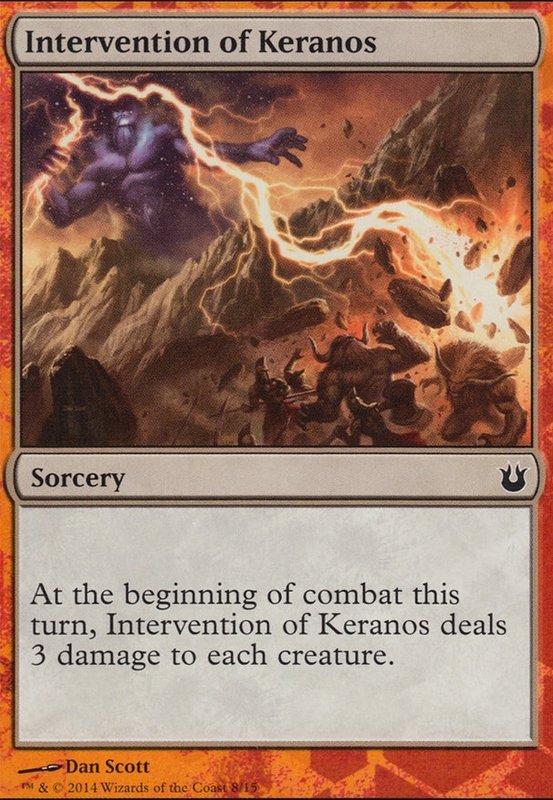 Intervention of Keranos
Sorcery
At the beginning of combat this
turn, Intervention of Keranos deals
3 damage to each creature.
Dan Scott
™ & © 2014 Wizards of the Coast 8/15